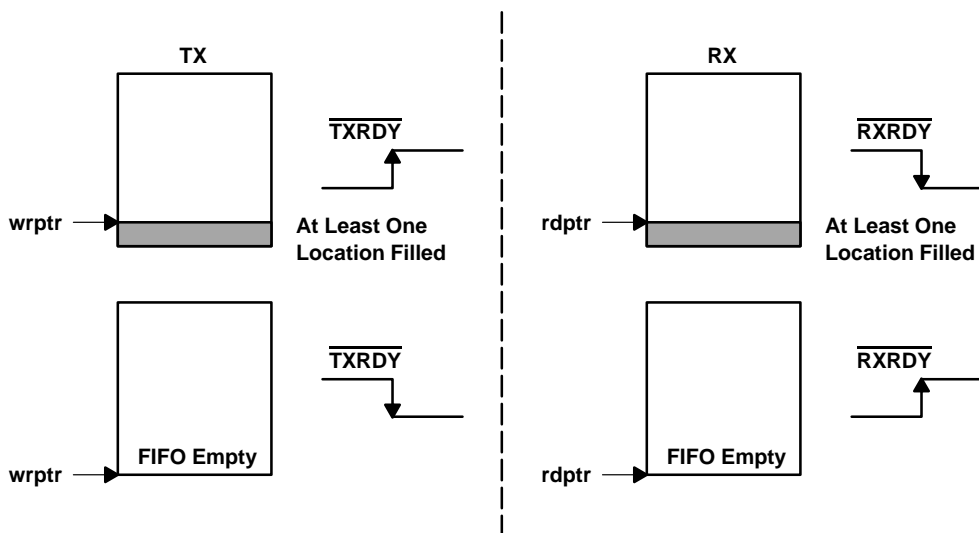 TX
TXRDY
wrptr
At Least One
Location Filled
TXRDY
FIFO Empty
wrptr
RX
RXRDY
rdptr
At Least One
Location Filled
RXRDY
FIFO Empty
rdptr